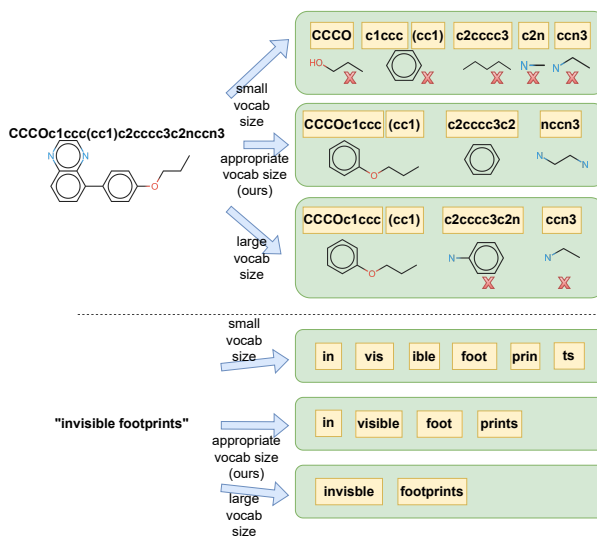 CCCO c1ccc (cc1) c2cccc3 c2n ccn3
HO
N
N
O
X X X X X
small
vocab
size
CCCOc1ccc(cc1)c2cccc3c2nccn3
N
N
O
appropriate
vocab size
(ours)
CCCOc1ccc (cc1) c2cccc3c2 nccn3
O
N
N
large
vocab
size
CCCOc1ccc (cc1) c2cccc3c2n ccn3
O
N
N
X X
small
vocab
size
in vis ible foot prin ts
"invisible footprints"
appropriate
vocab size
(ours)
in visible foot prints
large
vocab
size
invisble footprints